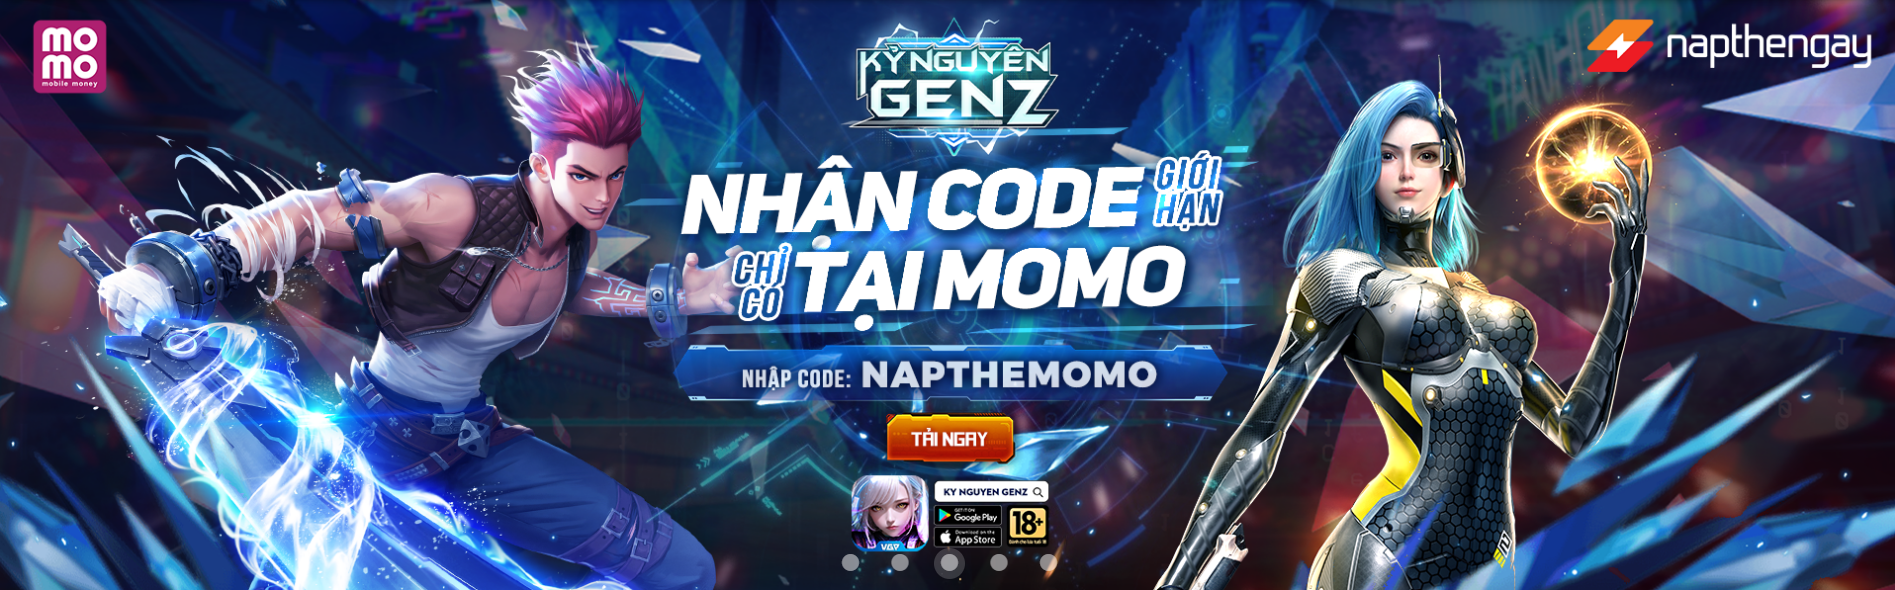 mo
mo
mobile money
napthengay
KỶ NGUYÊN
GENZ
NHẬN CODE GIỚI HẠN
CHỈ CÓ TẠI MOMO
NHẬP CODE: NAPTHEMOMO
TẢI NGAY
KY NGUYEN GENZ
GET IT ON
Google Play
Download on the
App Store
18+
VGP